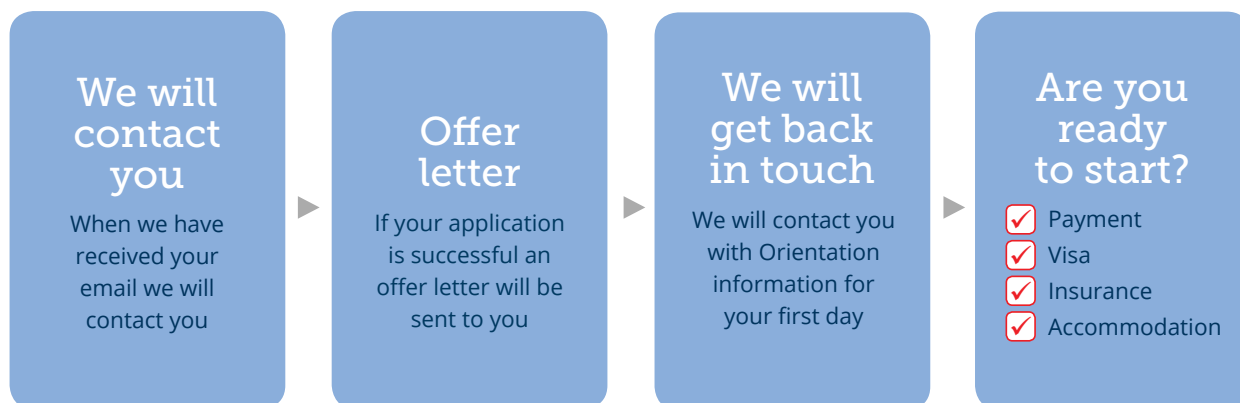 We will
contact
you
When we have
received your
email we will
contact you
Offer
letter
If your application
is successful an
offer letter will be
sent to you
We will
get back
in touch
We will contact you
with Orientation
information for
your first day
Are you
ready
to start?
Payment
Visa
Insurance
Accommodation